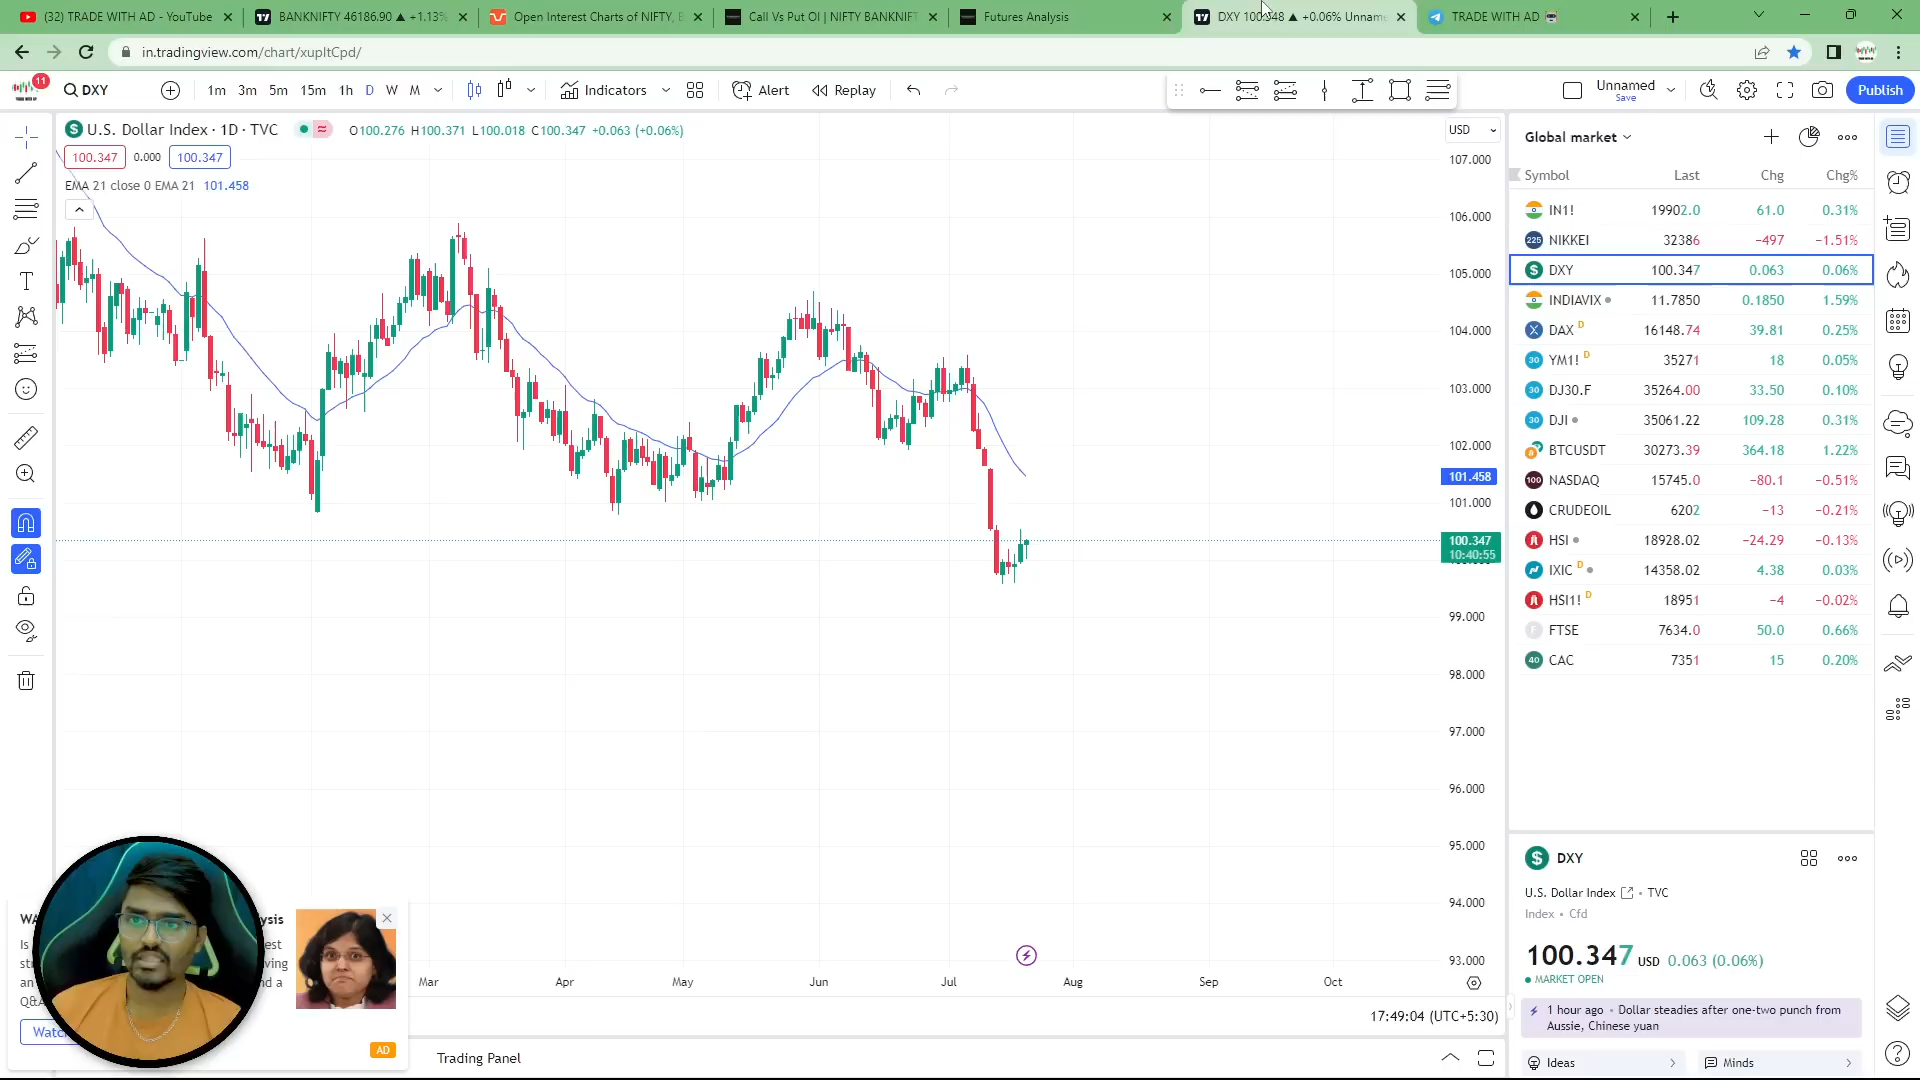 (32) TRADE WITH AD - YouTube
BANKNIFTY 46186.90 ▲ +1.13%
Open Interest Charts of NIFTY, B
Call Vs Put OI | NIFTY BANKNIFT
Futures Analysis
DXY 100.348 ▲ +0.06% Unnam
TRADE WITH AD
in.tradingview.com/chart/xupItCpd/
11
DXY
1m 3m 5m 15m 1h D W M
Indicators
Alert
Replay
Unnamed
Save
Publish
U.S. Dollar Index · 1D · TVC
O100.276 H100.371 L100.018 C100.347 +0.063 (+0.06%)
100.347 0.000 100.347
EMA 21 close 0 EMA 21 101.458
USD
107.000
106.000
105.000
104.000
103.000
102.000
101.458
101.000
100.347
10:40:55
99.000
98.000
97.000
96.000
95.000
94.000
93.000
Mar Apr May Jun Jul Aug Sep Oct
17:49:04 (UTC+5:30)
Trading Panel
Global market
Symbol Last Chg Chg%
IN1! 19902.0 61.0 0.31%
225 NIKKEI 32386 −497 −1.51%
$ DXY 100.347 0.063 0.06%
INDIAVIX 11.7850 0.1850 1.59%
DAX D 16148.74 39.81 0.25%
30 YM1! D 35271 18 0.05%
30 DJ30.F 35264.00 33.50 0.10%
30 DJI 35061.22 109.28 0.31%
BTCUSDT 30273.39 364.18 1.22%
100 NASDAQ 15745.0 −80.1 −0.51%
CRUDEOIL 6202 −13 −0.21%
HSI 18928.02 −24.29 −0.13%
IXIC D 14358.02 4.38 0.03%
HSI1! D 18951 −4 −0.02%
F FTSE 7634.0 50.0 0.66%
40 CAC 7351 15 0.20%
$ DXY
U.S. Dollar Index · TVC
Index · Cfd
100.347 USD 0.063 (0.06%)
MARKET OPEN
1 hour ago · Dollar steadies after one-two punch from
Aussie, Chinese yuan
Ideas
Minds
AD